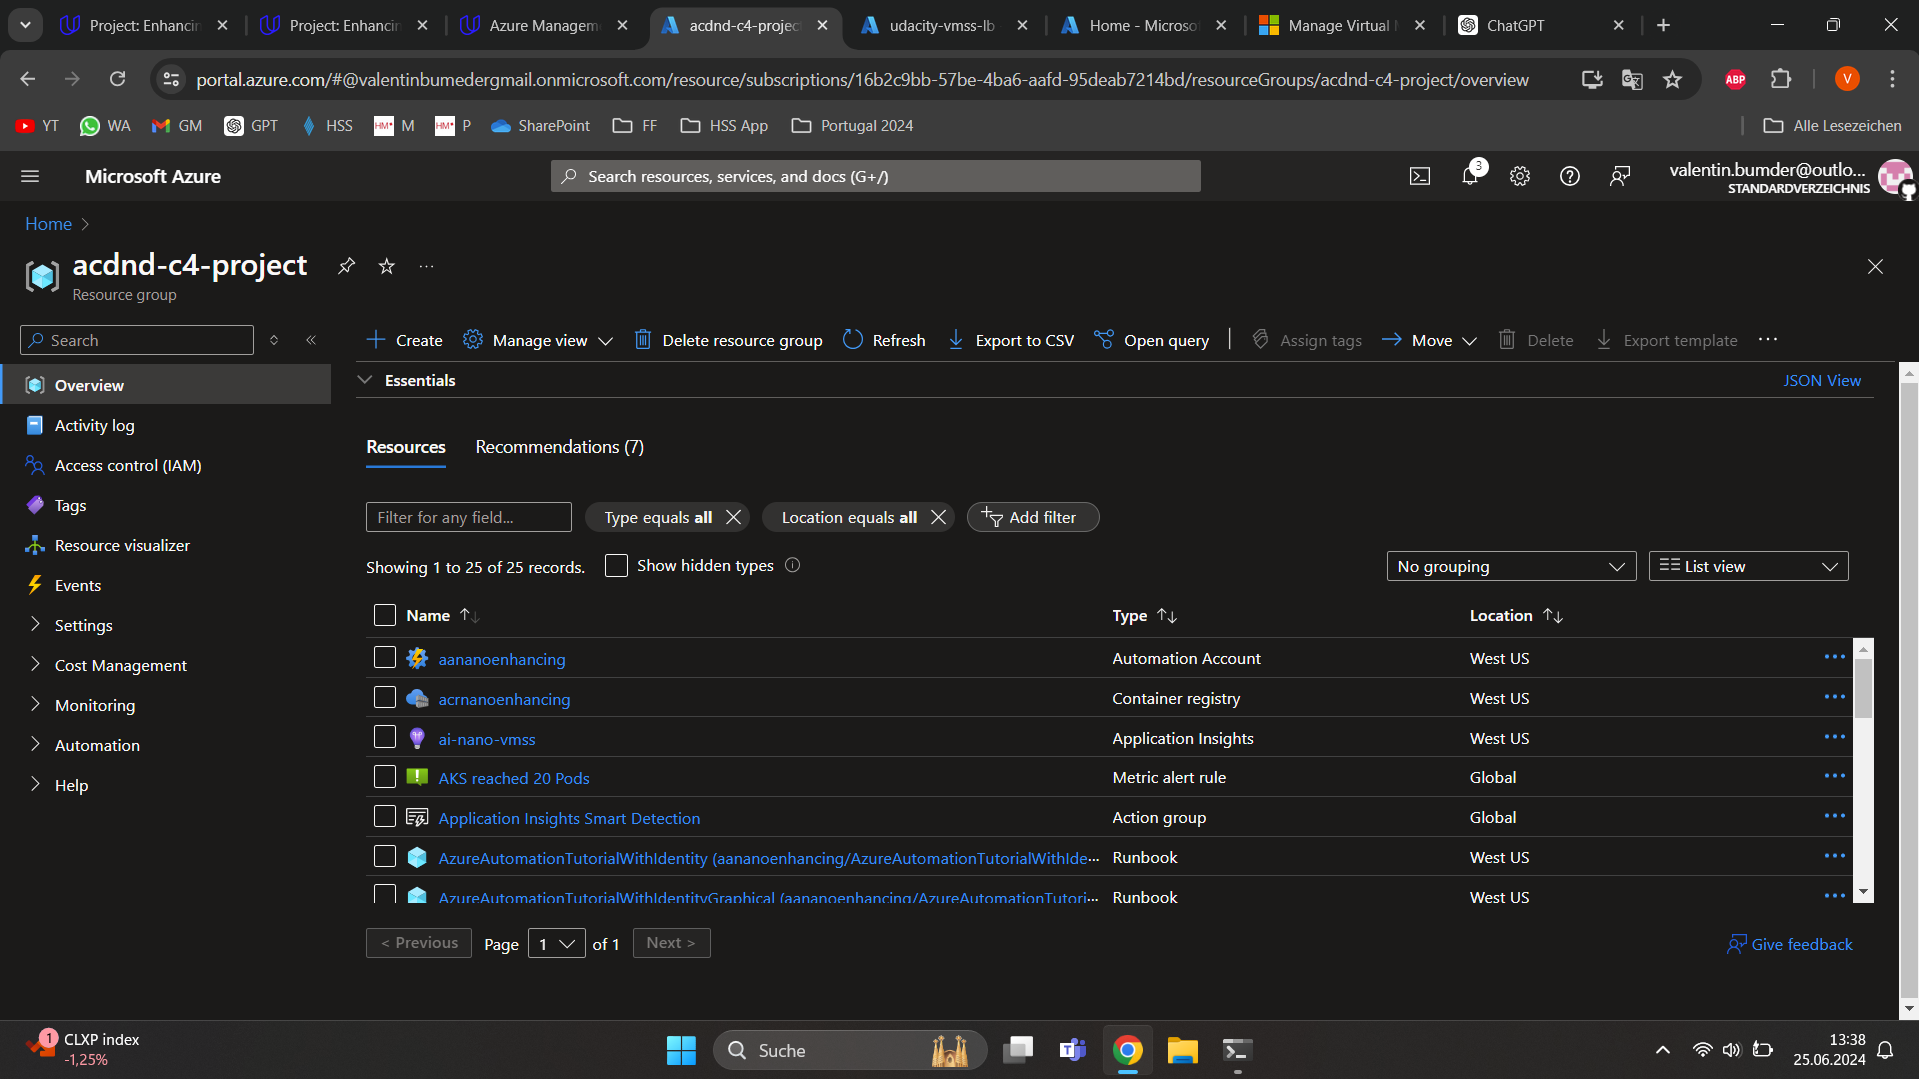 Project: Enhancin
Project: Enhancin
Azure Managem
acdnd-c4-project
udacity-vmss-lb
Home - Microso
Manage Virtual
ChatGPT
portal.azure.com/#@valentinbumedergmail.onmicrosoft.com/resource/subscriptions/16b2c9bb-57be-4ba6-aafd-95deab7214bd/resourceGroups/acdnd-c4-project/overview
ABP
V
YT
WA
GM
GPT
HSS
M
P
SharePoint
FF
HSS App
Portugal 2024
Alle Lesezeichen
Microsoft Azure
Search resources, services, and docs (G+/)
3
valentin.bumder@outlo...
STANDARDVERZEICHNIS
Home
acdnd-c4-project
Resource group
Search
Create
Manage view
Delete resource group
Refresh
Export to CSV
Open query
Assign tags
Move
Delete
Export template
Overview
Activity log
Access control (IAM)
Tags
Resource visualizer
Events
Settings
Cost Management
Monitoring
Automation
Help
Essentials
JSON View
Resources
Recommendations (7)
Filter for any field...
Type equals all
Location equals all
Add filter
Showing 1 to 25 of 25 records.
Show hidden types
No grouping
List view
Name
Type
Location
aananoenhancing
Automation Account
West US
acrnanoenhancing
Container registry
West US
ai-nano-vmss
Application Insights
West US
AKS reached 20 Pods
Metric alert rule
Global
Application Insights Smart Detection
Action group
Global
AzureAutomationTutorialWithIdentity (aananoenhancing/AzureAutomationTutorialWithIde...
Runbook
West US
AzureAutomationTutorialWithIdentityGraphical (aananoenhancing/AzureAutomationTutori...
Runbook
West US
< Previous
Page
1
of 1
Next >
Give feedback
1
CLXP index
-1,25%
Suche
13:38
25.06.2024